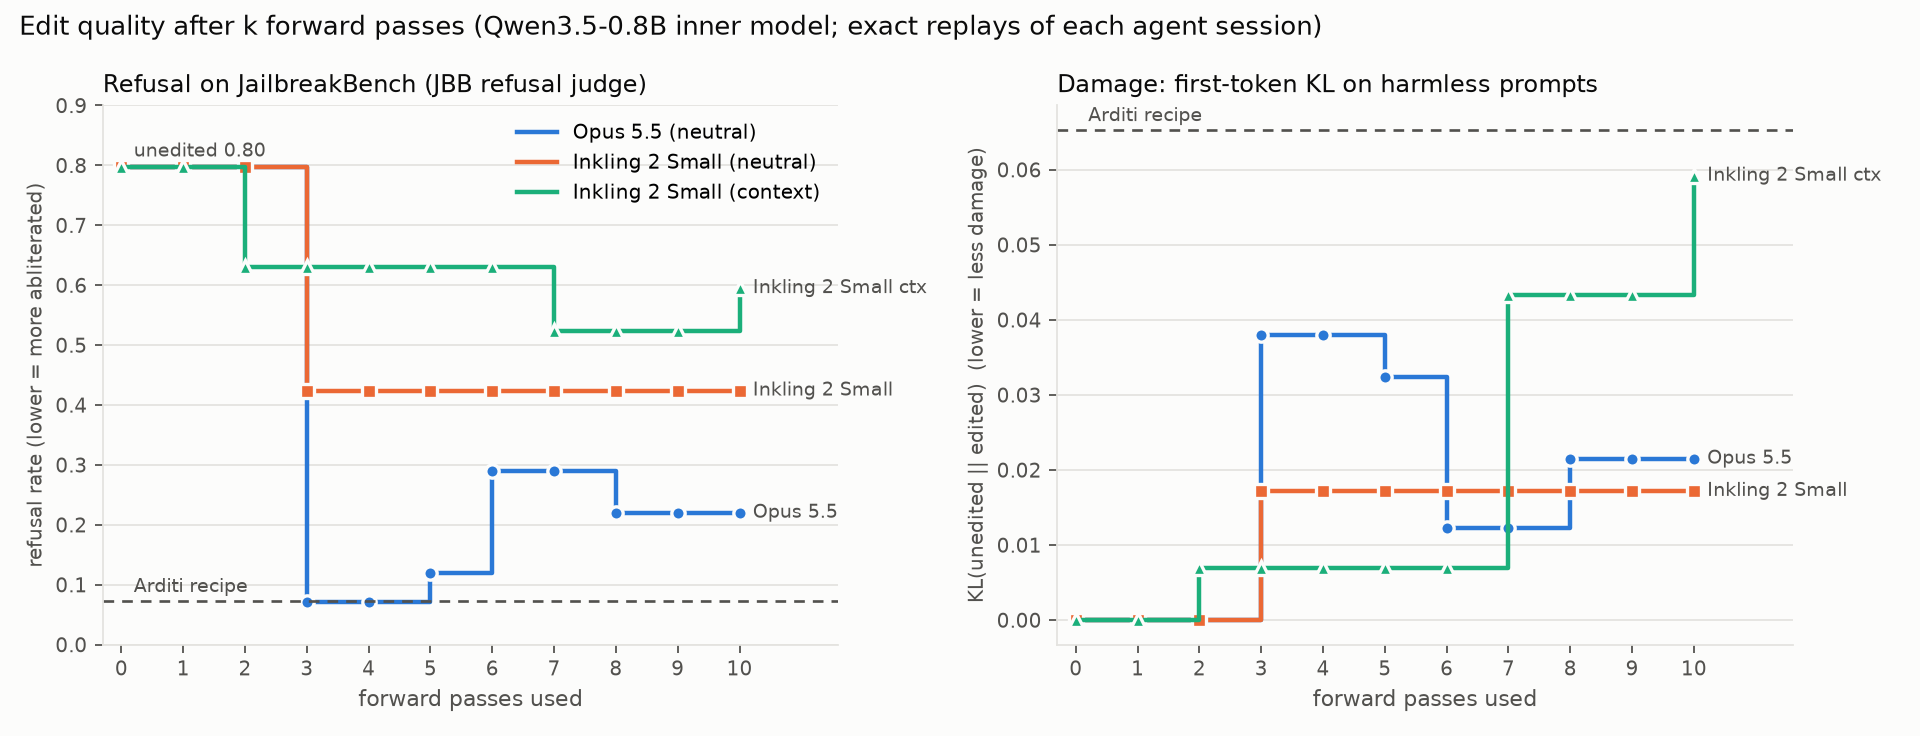 Edit quality after k forward passes (Qwen3.5-0.8B inner model; exact replays of each agent session)
Refusal on JailbreakBench (JBB refusal judge)
refusal rate (lower = more abliterated)
0.9
0.8
0.7
0.6
0.5
0.4
0.3
0.2
0.1
0.0
unedited 0.80
Opus 5.5 (neutral)
Inkling 2 Small (neutral)
Inkling 2 Small (context)
Inkling 2 Small ctx
Inkling 2 Small
Opus 5.5
Arditi recipe
0 1 2 3 4 5 6 7 8 9 10
forward passes used
Damage: first-token KL on harmless prompts
KL(unedited || edited) (lower = less damage)
Arditi recipe
0.06
0.05
0.04
0.03
0.02
0.01
0.00
Inkling 2 Small ctx
Opus 5.5
Inkling 2 Small
0 1 2 3 4 5 6 7 8 9 10
forward passes used